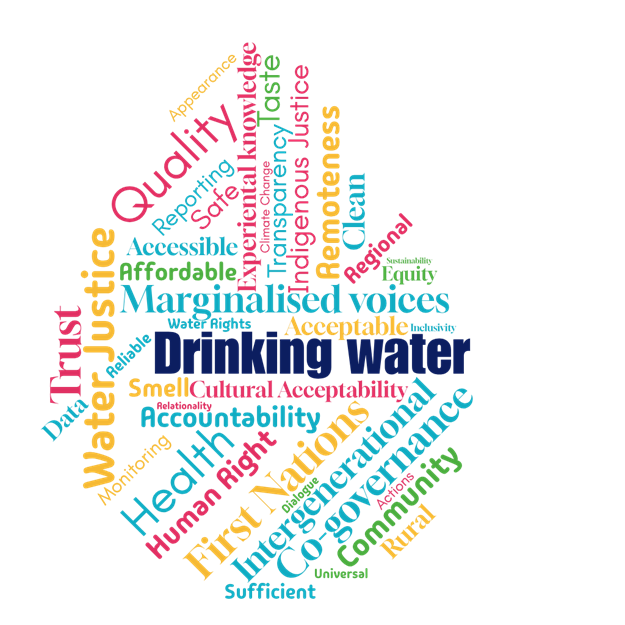 Appearance
Quality
Reporting
Safe
Experiential knowledge
Taste
Climate Change
Transparency
Indigenous Justice
Remoteness
Clean
Regional
Sustainability
Equity
Accessible
Affordable
Marginalised voices
Water Rights
Acceptable
Inclusivity
Trust
Water Justice
Reliable
Drinking water
Smell
Cultural Acceptability
Relationality
Accountability
Data
Monitoring
Health
Human Right
First Nations
Dialogue
Intergenerational
Co-governance
Actions
Community
Rural
Universal
Sufficient